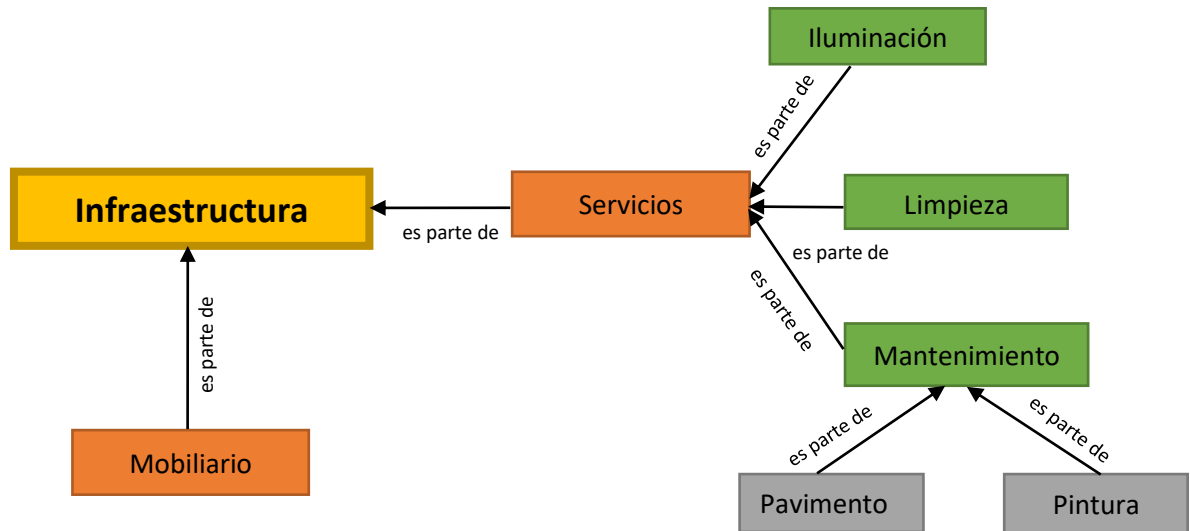 Iluminación
es parte de
Infraestructura
Servicios
Limpieza
es parte de
es parte de
es parte de
es parte de
Mantenimiento
Mobiliario
es parte de
es parte de
Pavimento
Pintura